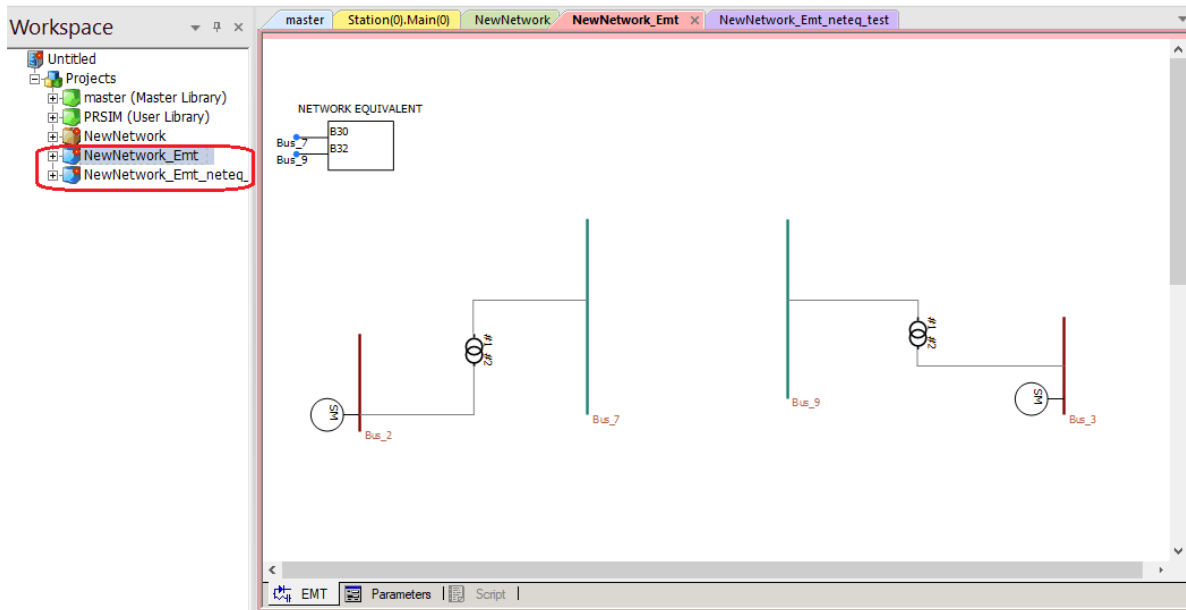 Workspace
Untitled
Projects
master (Master Library)
PRSIM (User Library)
NewNetwork
NewNetwork_Emt
NewNetwork_Emt_neteq_
master
Station(0).Main(0)
NewNetwork
NewNetwork_Emt
NewNetwork_Emt_neteq_test
NETWORK EQUIVALENT
Bus_7
B30
Bus_9
B32
#1
#2
SM
Bus_2
Bus_7
Bus_9
#1
#2
SM
Bus_3
EMT
Parameters
Script